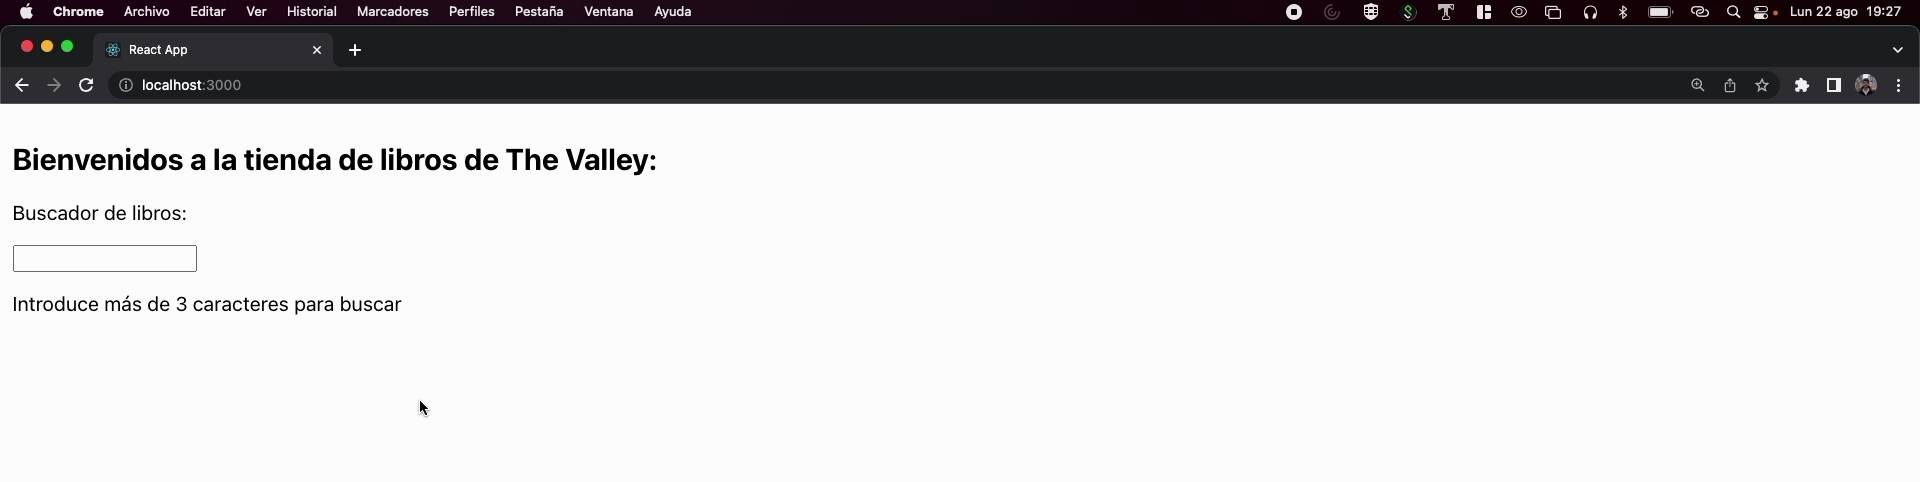 Chrome Archivo Editar Ver Historial Marcadores Perfiles Pestaña Ventana Ayuda Lun 22 ago 19:27
React App
localhost:3000
Bienvenidos a la tienda de libros de The Valley:
Buscador de libros:
Introduce más de 3 caracteres para buscar